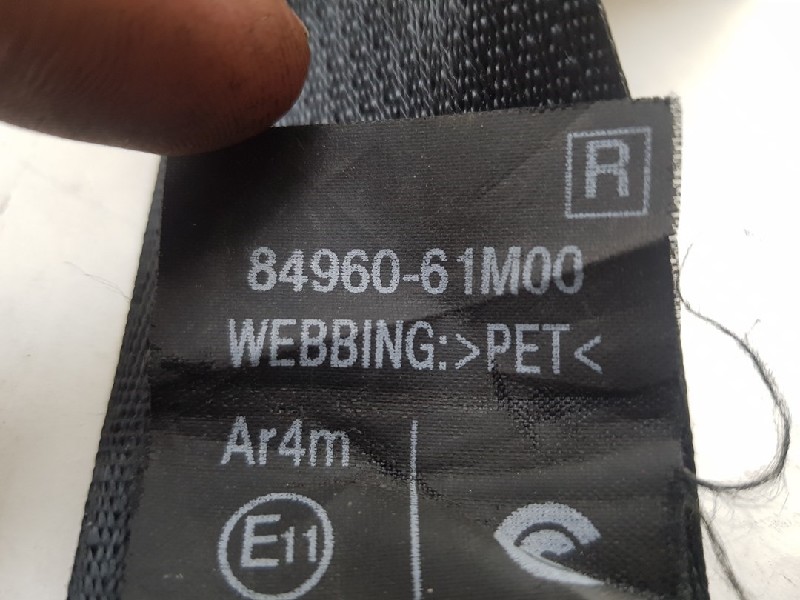 R
84960-61M00
WEBBING:>PET<
Ar4m
E11